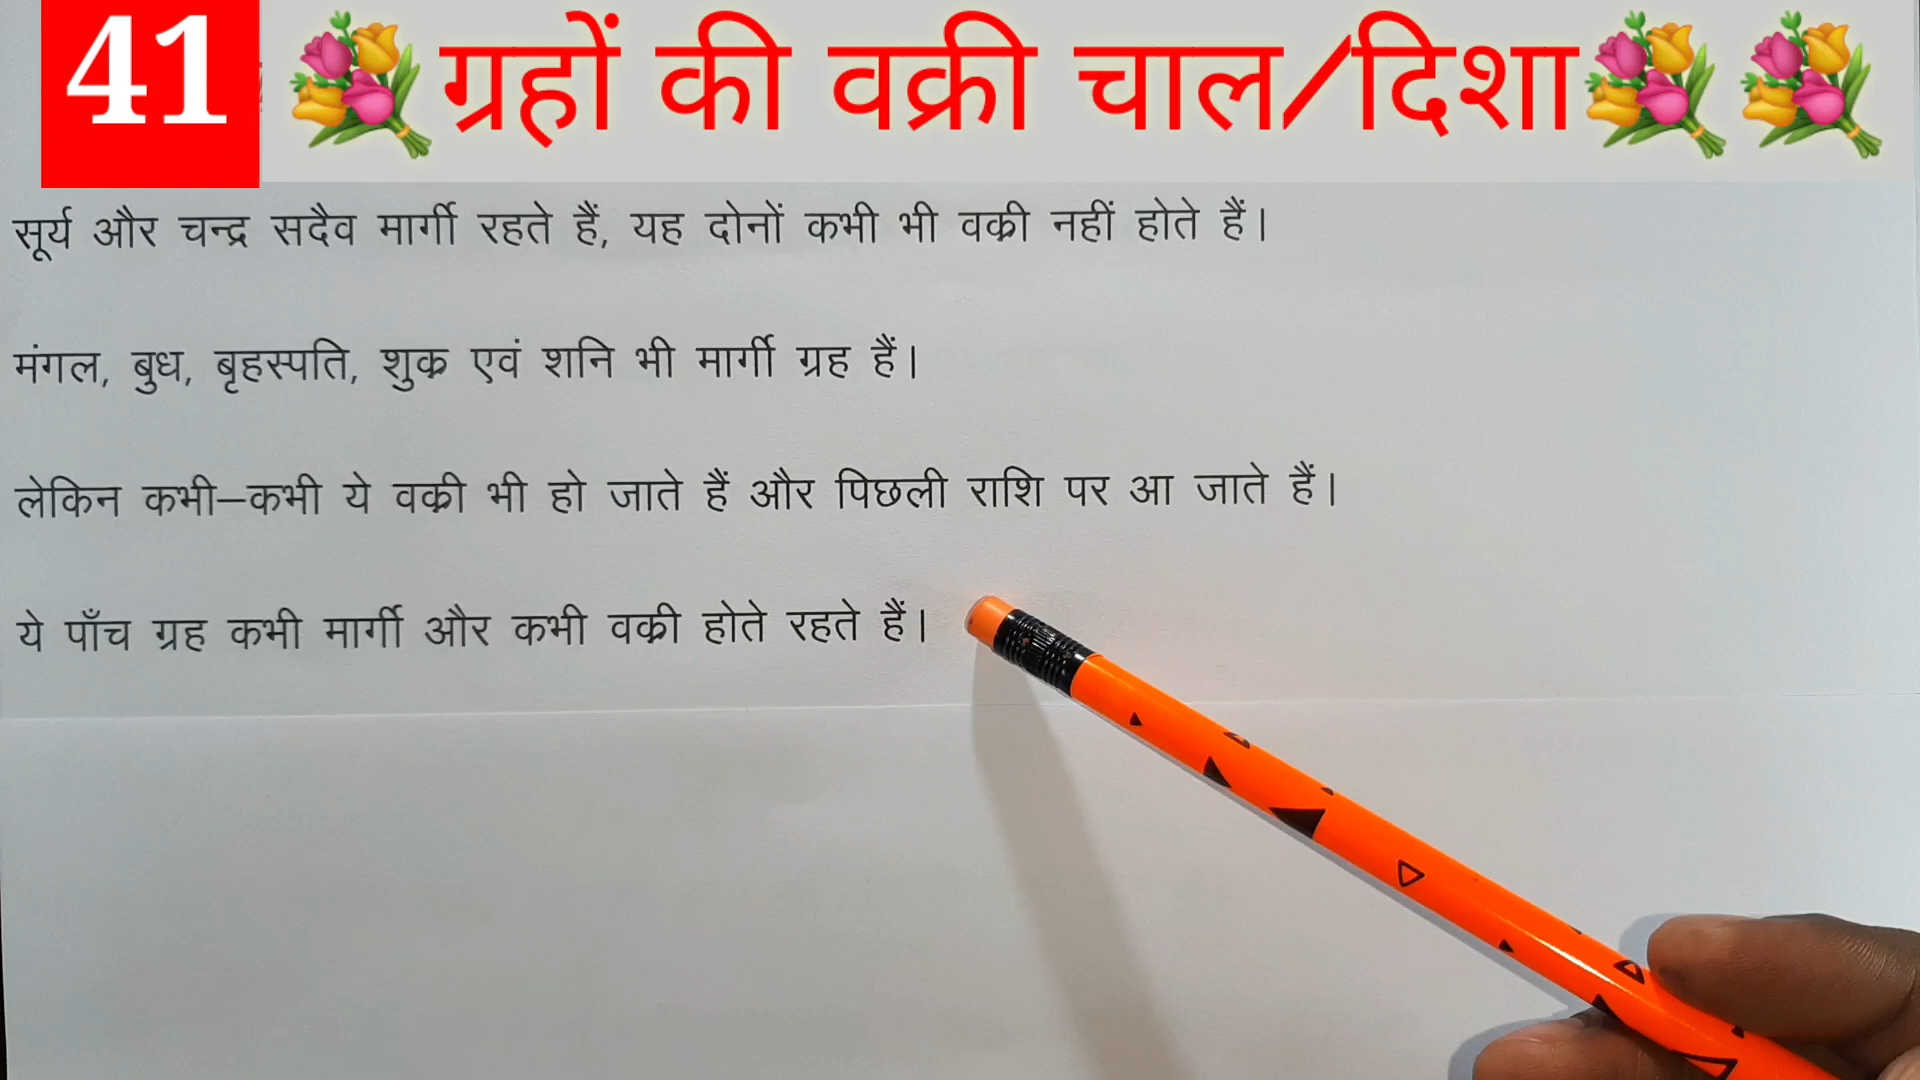 41 ग्रहों की वक्री चाल/दिशा
सूर्य और चन्द्र सदैव मार्गी रहते हैं, यह दोनों कभी भी वक्री नहीं होते हैं।
मंगल, बुध, बृहस्पति, शुक्र एवं शनि भी मार्गी ग्रह हैं।
लेकिन कभी–कभी ये वक्री भी हो जाते हैं और पिछली राशि पर आ जाते हैं।
ये पाँच ग्रह कभी मार्गी और कभी वक्री होते रहते हैं।